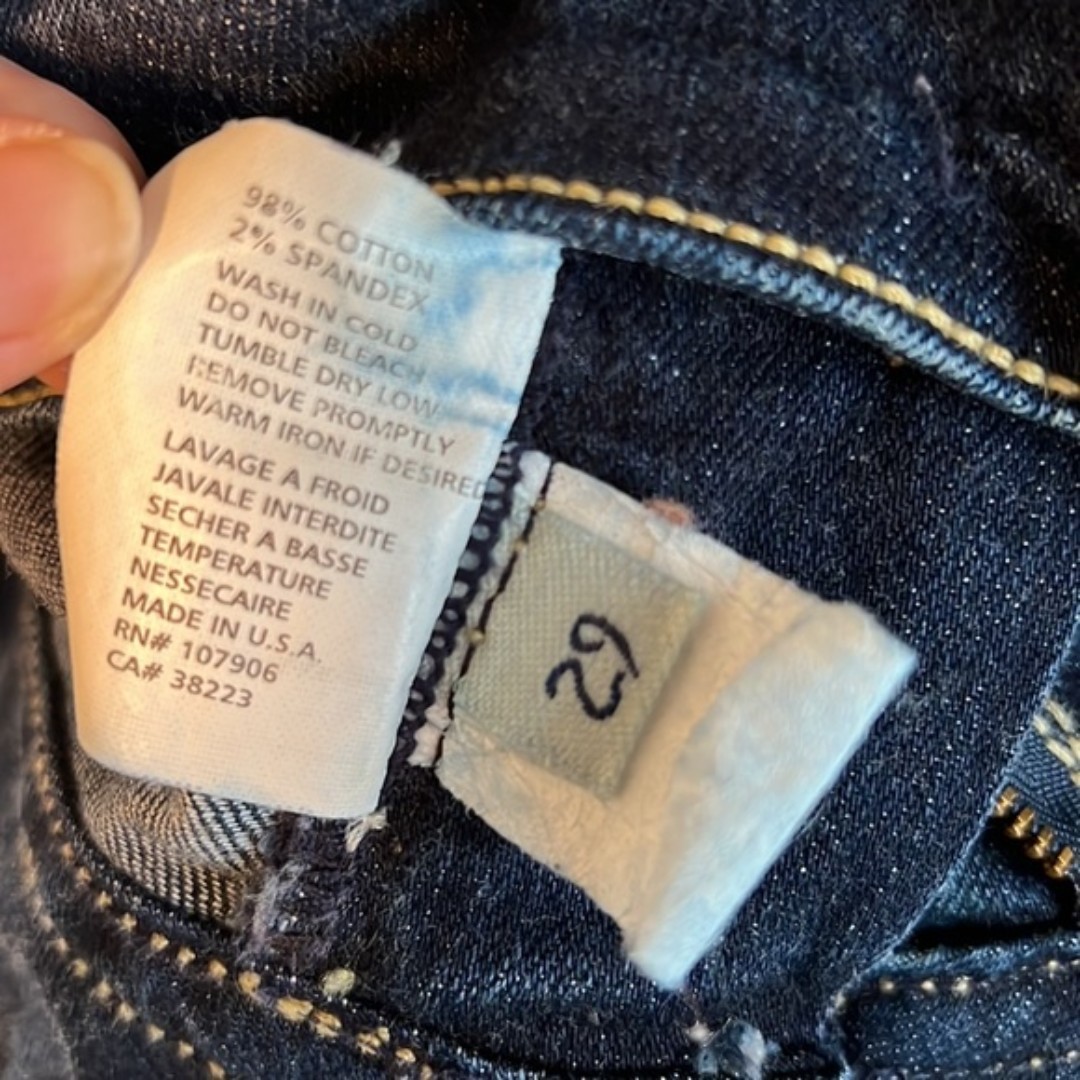 98% COTTON
2% SPANDEX
WASH IN COLD
DO NOT BLEACH
TUMBLE DRY LOW
REMOVE PROMPTLY
WARM IRON IF DESIRED
LAVAGE A FROID
JAVALE INTERDITE
SECHER A BASSE
TEMPERATURE
NESSECAIRE
MADE IN U.S.A.
RN# 107906
CA# 38223
29